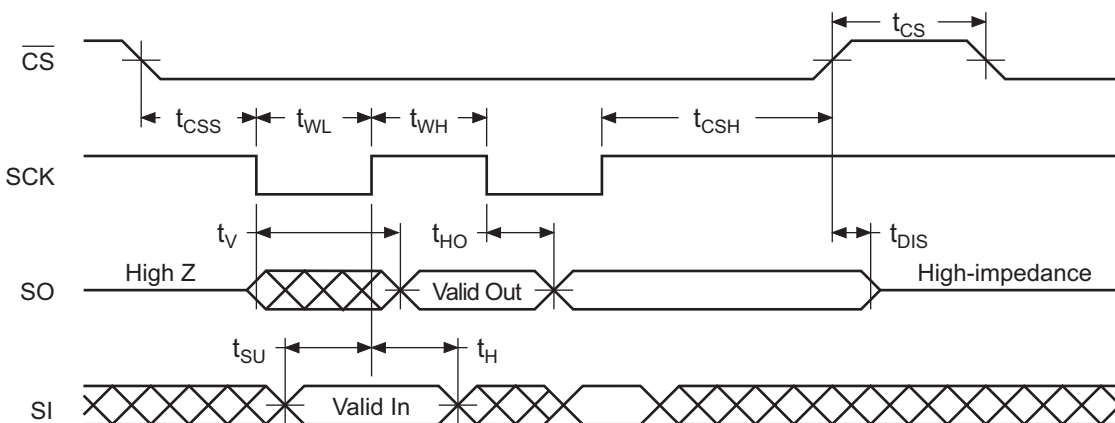 t_CS
C̅S̅
t_CSS t_WL t_WH t_CSH
SCK
t_V t_HO t_DIS
High Z High-impedance
SO Valid Out
t_SU t_H
SI Valid In